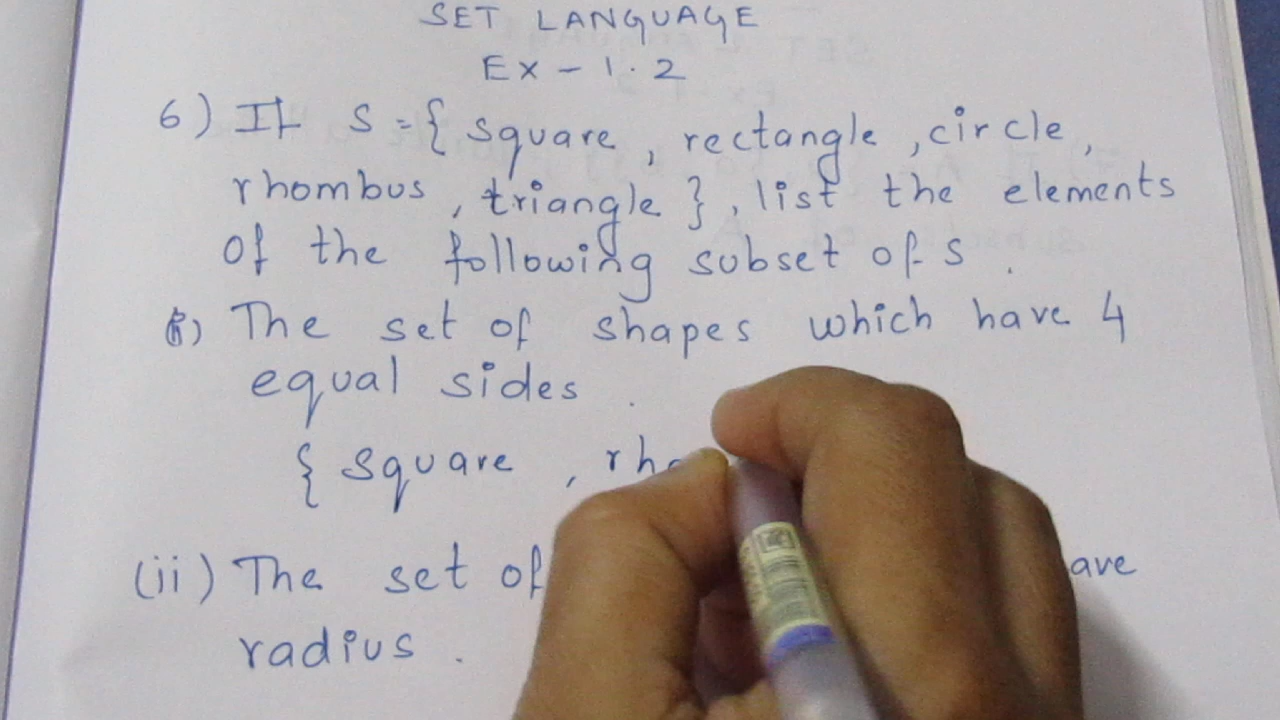 SET LANGUAGE
Ex - 1.2
6) If S = { square, rectangle, circle,
rhombus, triangle }, list the elements
of the following subset of S.
(i) The set of shapes which have 4
equal sides.
{ square, rh
(ii) The set of ave
radius.